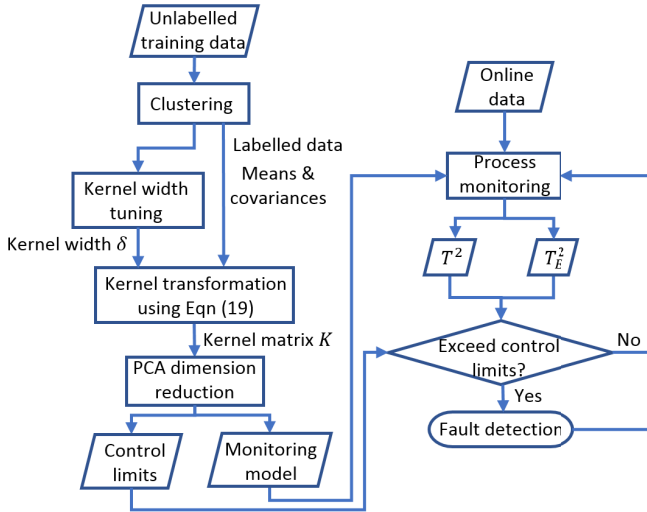 Unlabelled
training data
Clustering
Labelled data
Means &
covariances
Kernel width
tuning
Kernel width δ
Kernel transformation
using Eqn (19)
Kernel matrix K
PCA dimension
reduction
Control
limits
Monitoring
model
Online
data
Process
monitoring
T²
T_E²
Exceed control
limits?
No
Yes
Fault detection